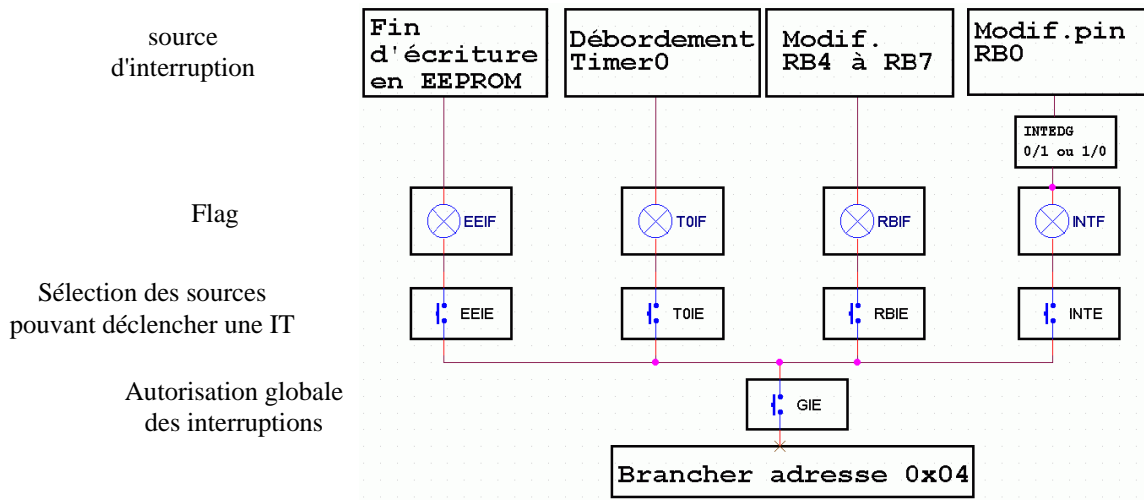 source
d'interruption
Fin
d'écriture
en EEPROM
Débordement
Timer0
Modif.
RB4 à RB7
Modif.pin
RB0
INTEDG
0/1 ou 1/0
Flag
EEIF
T0IF
RBIF
INTF
Sélection des sources
pouvant déclencher une IT
EEIE
T0IE
RBIE
INTE
Autorisation globale
des interruptions
GIE
Brancher adresse 0x04